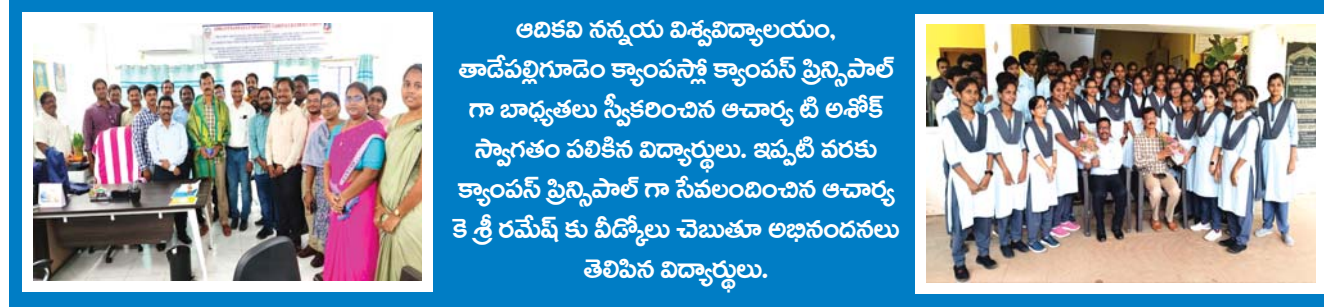 ఆదికవి నన్నయ విశ్వవిద్యాలయం,
తాడేపల్లిగూడెం క్యాంపస్లో క్యాంపస్ ప్రిన్సిపాల్
గా బాధ్యతలు స్వీకరించిన ఆచార్య టి అశోక్
స్వాగతం పలికిన విద్యార్థులు. ఇప్పటి వరకు
క్యాంపస్ ప్రిన్సిపాల్ గా సేవలందించిన ఆచార్య
కె శ్రీ రమేష్ కు వీడ్కోలు చెబుతూ అభినందనలు
తెలిపిన విద్యార్థులు.